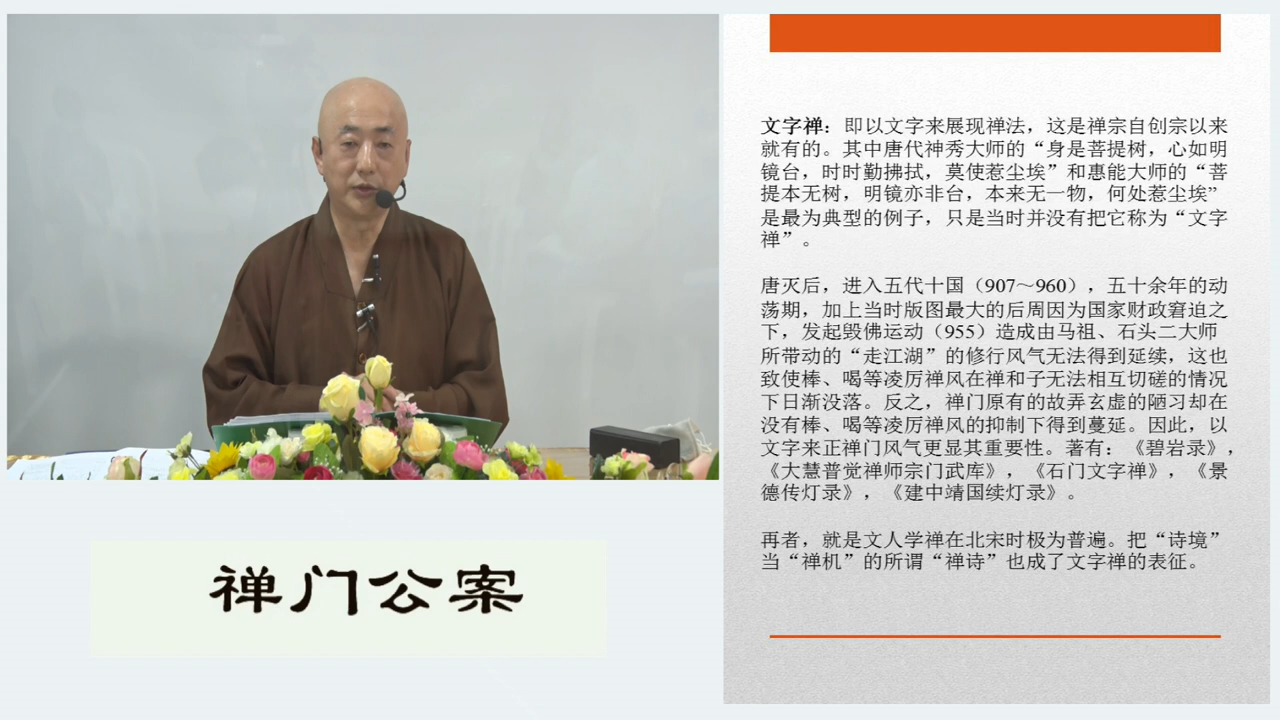 文字禅：即以文字来展现禅法，这是禅宗自创宗以来
就有的。其中唐代神秀大师的“身是菩提树，心如明
镜台，时时勤拂拭，莫使惹尘埃”和惠能大师的“菩
提本无树，明镜亦非台，本来无一物，何处惹尘埃”
是最为典型的例子，只是当时并没有把它称为“文字
禅”。
唐灭后，进入五代十国（907～960），五十余年的动
荡期，加上当时版图最大的后周因为国家财政窘迫之
下，发起毁佛运动（955）造成由马祖、石头二大师
所带动的“走江湖”的修行风气无法得到延续，这也
致使棒、喝等凌厉禅风在禅和子无法相互切磋的情况
下日渐没落。反之，禅门原有的故弄玄虚的陋习却在
没有棒、喝等凌厉禅风的抑制下得到蔓延。因此，以
文字来正禅门风气更显其重要性。著有：《碧岩录》，
《大慧普觉禅师宗门武库》，《石门文字禅》，《景
德传灯录》，《建中靖国续灯录》。
再者，就是文人学禅在北宋时极为普遍。把“诗境”
当“禅机”的所谓“禅诗”也成了文字禅的表征。
禅门公案